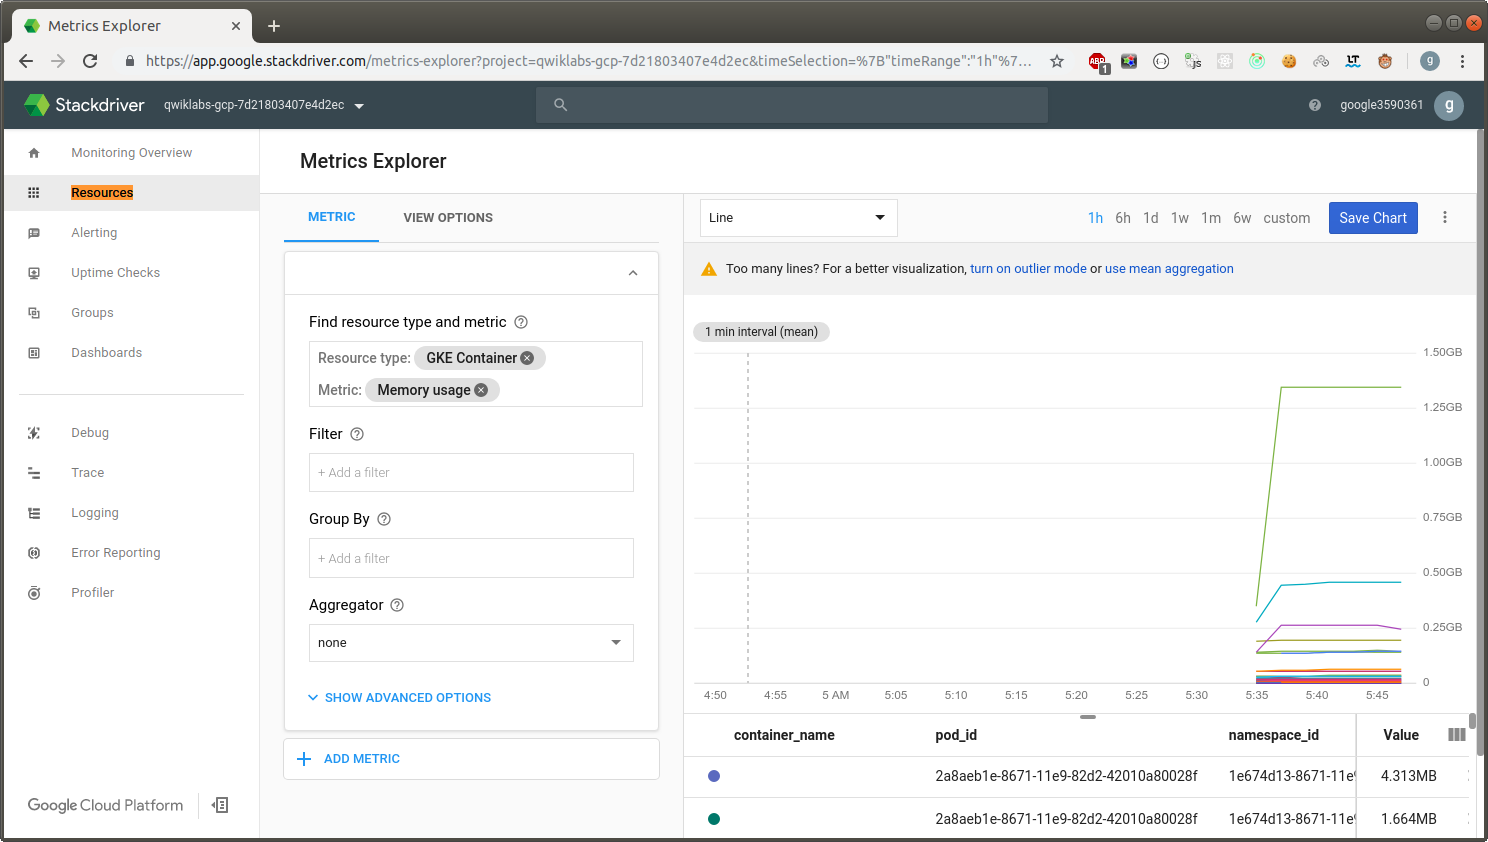 Metrics Explorer
https://app.google.stackdriver.com/metrics-explorer?project=qwiklabs-gcp-7d21803407e4d2ec&timeSelection=%7B"timeRange":"1h"%7...
ABP
1
JS
LT
g
Stackdriver
qwiklabs-gcp-7d21803407e4d2ec
google3590361
g
Monitoring Overview
Resources
Alerting
Uptime Checks
Groups
Dashboards
Debug
Trace
Logging
Error Reporting
Profiler
Google Cloud Platform
Metrics Explorer
METRIC
VIEW OPTIONS
Find resource type and metric
Resource type: GKE Container
Metric: Memory usage
Filter
+ Add a filter
Group By
+ Add a filter
Aggregator
none
SHOW ADVANCED OPTIONS
ADD METRIC
Line
1h 6h 1d 1w 1m 6w custom
Save Chart
Too many lines? For a better visualization, turn on outlier mode or use mean aggregation
1 min interval (mean)
1.50GB
1.25GB
1.00GB
0.75GB
0.50GB
0.25GB
0
4:50 4:55 5 AM 5:05 5:10 5:15 5:20 5:25 5:30 5:35 5:40 5:45
container_name pod_id namespace_id Value
2a8aeb1e-8671-11e9-82d2-42010a80028f 1e674d13-8671-11e9 4.313MB
2a8aeb1e-8671-11e9-82d2-42010a80028f 1e674d13-8671-11e9 1.664MB